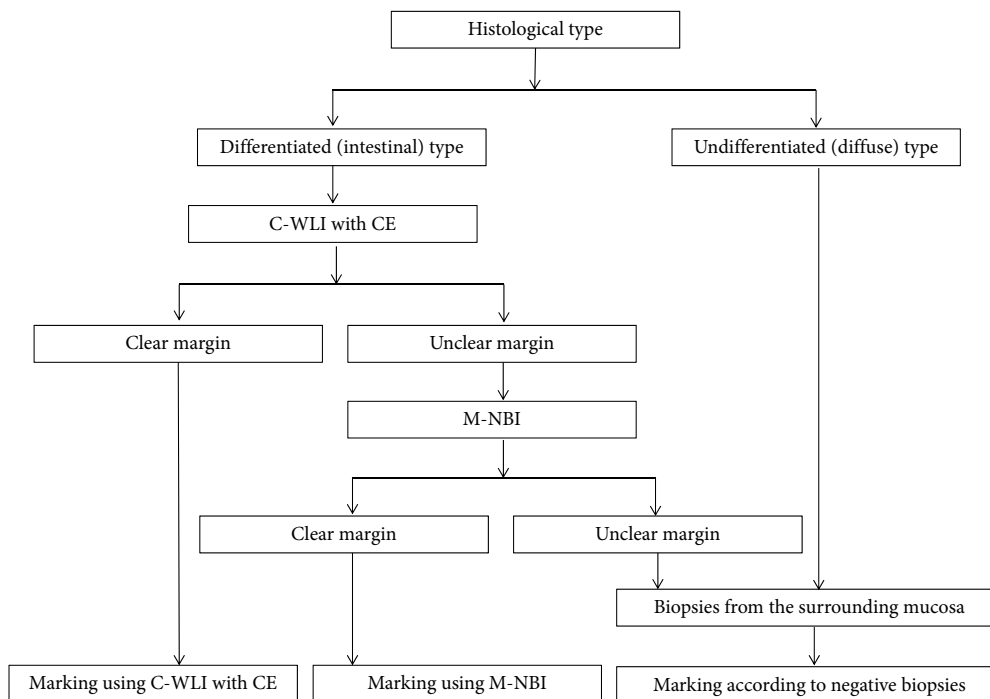 Histological type
Differentiated (intestinal) type
Undifferentiated (diffuse) type
C-WLI with CE
Clear margin
Unclear margin
M-NBI
Clear margin
Unclear margin
Biopsies from the surrounding mucosa
Marking using C-WLI with CE
Marking using M-NBI
Marking according to negative biopsies